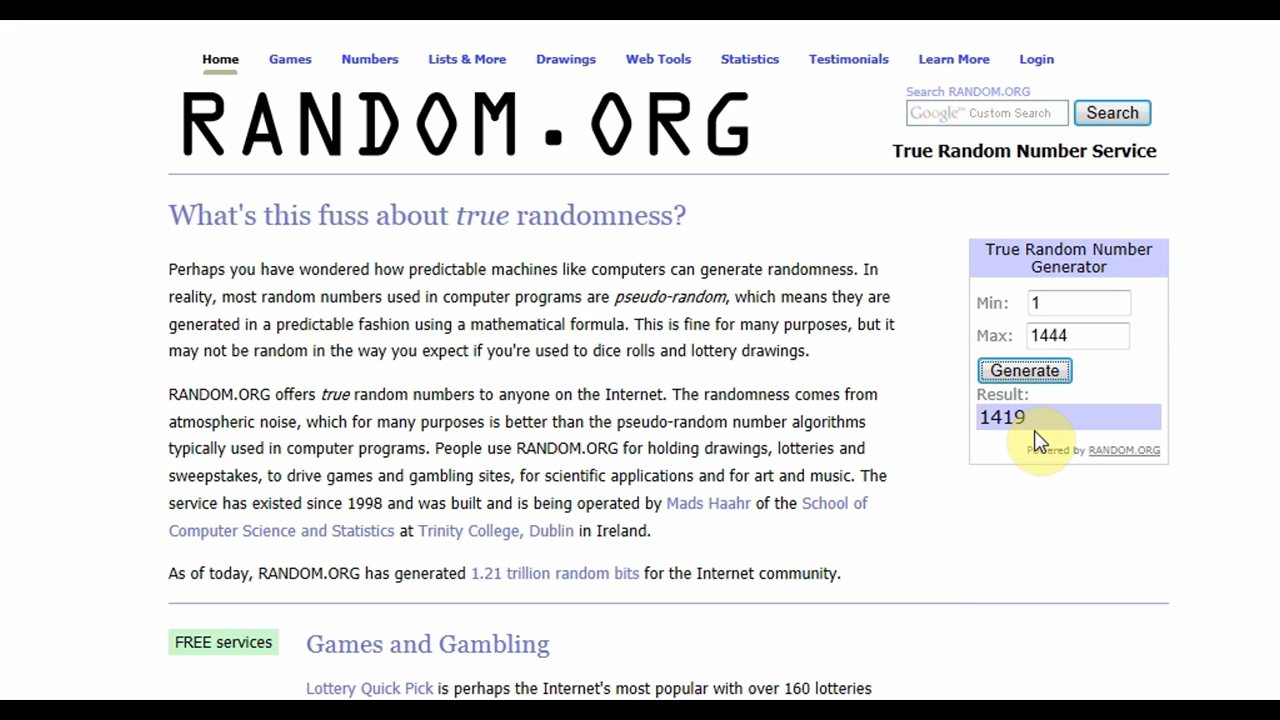 Home Games Numbers Lists & More Drawings Web Tools Statistics Testimonials Learn More Login
RANDOM.ORG
Search RANDOM.ORG
Google™ Custom Search Search
True Random Number Service
What's this fuss about true randomness?
Perhaps you have wondered how predictable machines like computers can generate randomness. In
reality, most random numbers used in computer programs are pseudo-random, which means they are
generated in a predictable fashion using a mathematical formula. This is fine for many purposes, but it
may not be random in the way you expect if you're used to dice rolls and lottery drawings.
RANDOM.ORG offers true random numbers to anyone on the Internet. The randomness comes from
atmospheric noise, which for many purposes is better than the pseudo-random number algorithms
typically used in computer programs. People use RANDOM.ORG for holding drawings, lotteries and
sweepstakes, to drive games and gambling sites, for scientific applications and for art and music. The
service has existed since 1998 and was built and is being operated by Mads Haahr of the School of
Computer Science and Statistics at Trinity College, Dublin in Ireland.
As of today, RANDOM.ORG has generated 1.21 trillion random bits for the Internet community.
True Random Number
Generator
Min: 1
Max: 1444
Generate
Result:
1419
Powered by RANDOM.ORG
FREE services
Games and Gambling
Lottery Quick Pick is perhaps the Internet's most popular with over 160 lotteries